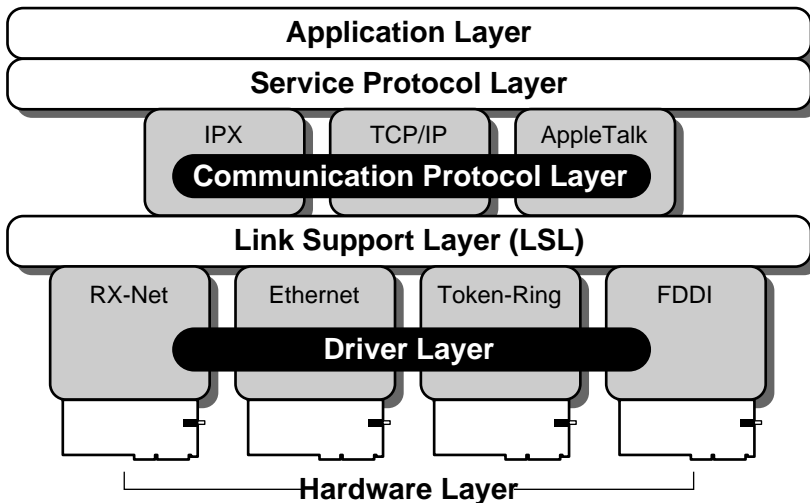 Application Layer
Service Protocol Layer
IPX TCP/IP AppleTalk
Communication Protocol Layer
Link Support Layer (LSL)
RX-Net Ethernet Token-Ring FDDI
Driver Layer
Hardware Layer